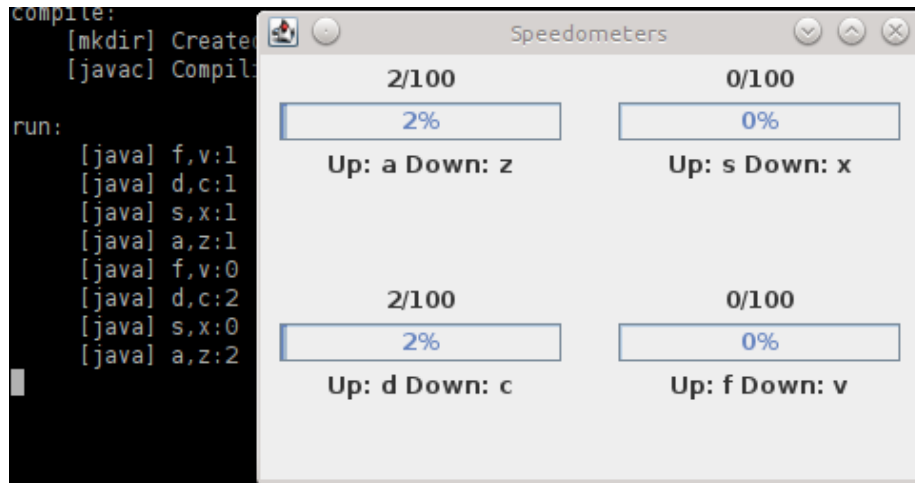 compile:
[mkdir] Created
[javac] Compili
run:
[java] f,v:1
[java] d,c:1
[java] s,x:1
[java] a,z:1
[java] f,v:0
[java] d,c:2
[java] s,x:0
[java] a,z:2
Speedometers
2/100
2%
Up: a Down: z
0/100
0%
Up: s Down: x
2/100
2%
Up: d Down: c
0/100
0%
Up: f Down: v